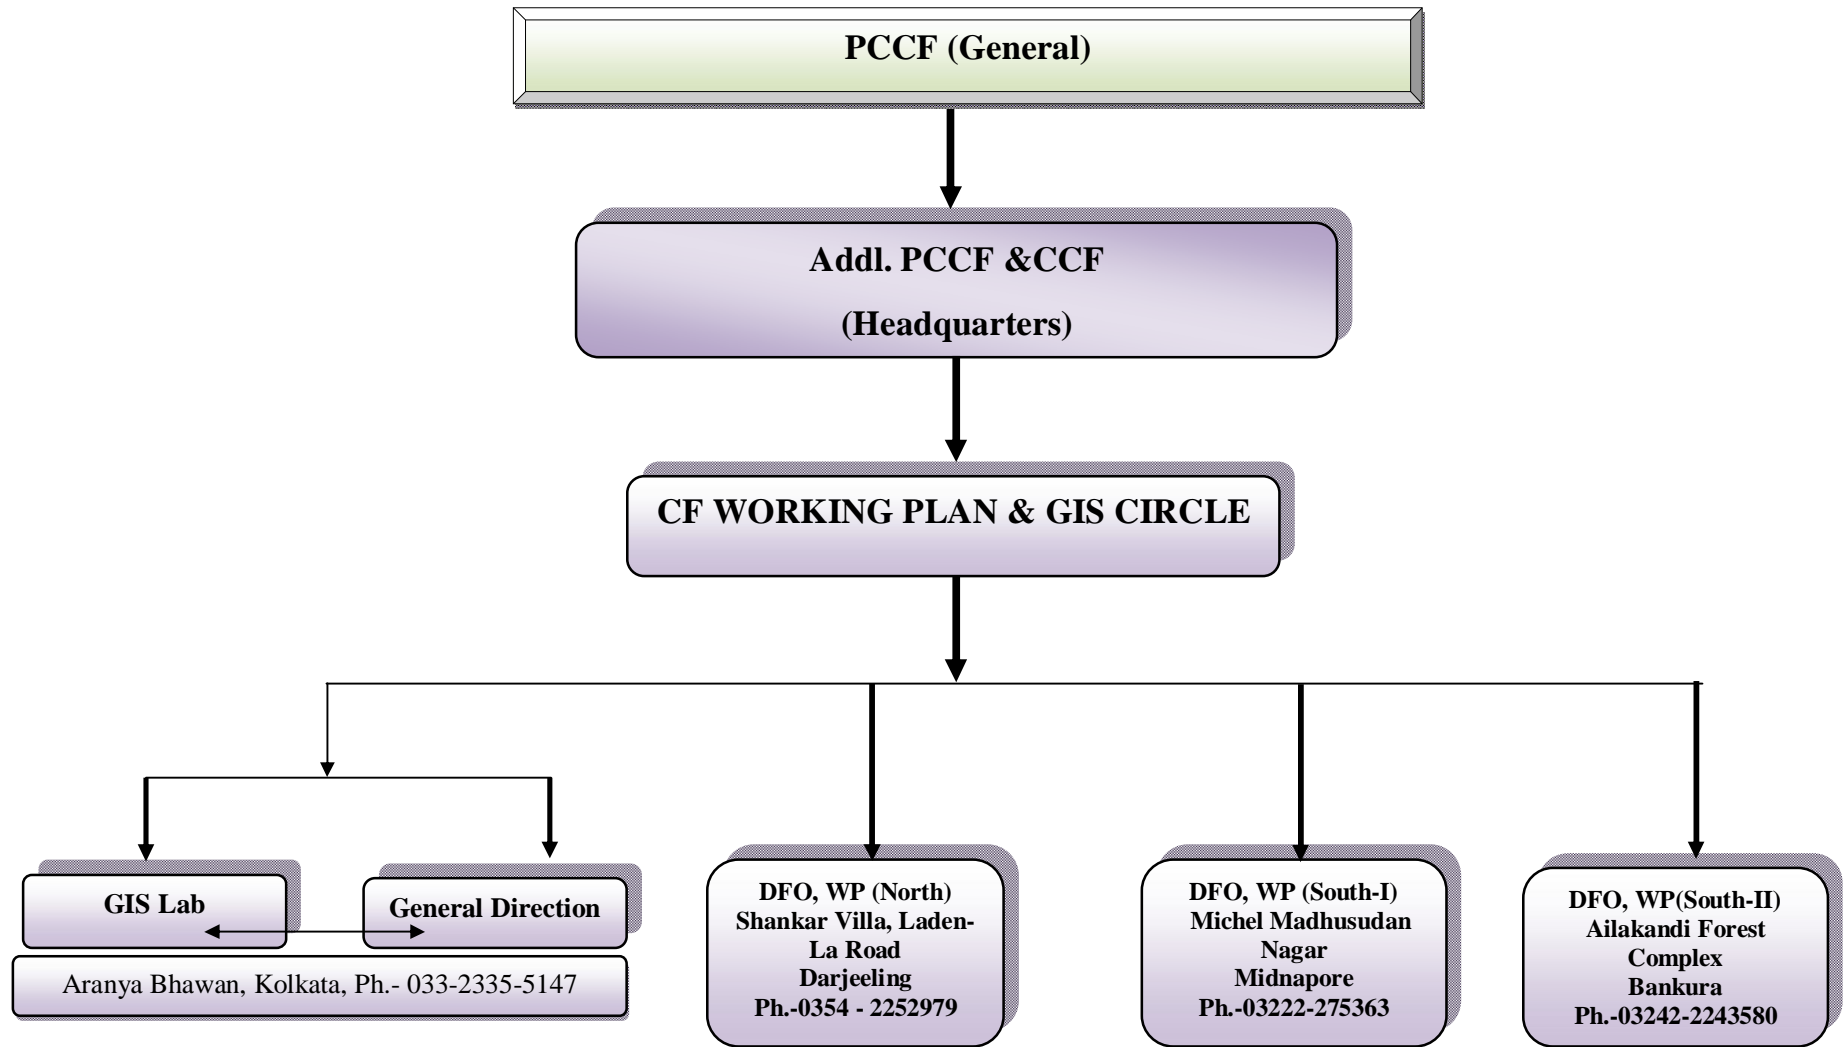 PCCF (General)
Addl. PCCF &CCF
(Headquarters)
CF WORKING PLAN & GIS CIRCLE
GIS Lab
General Direction
Aranya Bhawan, Kolkata, Ph.- 033-2335-5147
DFO, WP (North)
Shankar Villa, Laden-
La Road
Darjeeling
Ph.-0354 - 2252979
DFO, WP (South-I)
Michel Madhusudan
Nagar
Midnapore
Ph.-03222-275363
DFO, WP(South-II)
Ailakandi Forest
Complex
Bankura
Ph.-03242-2243580